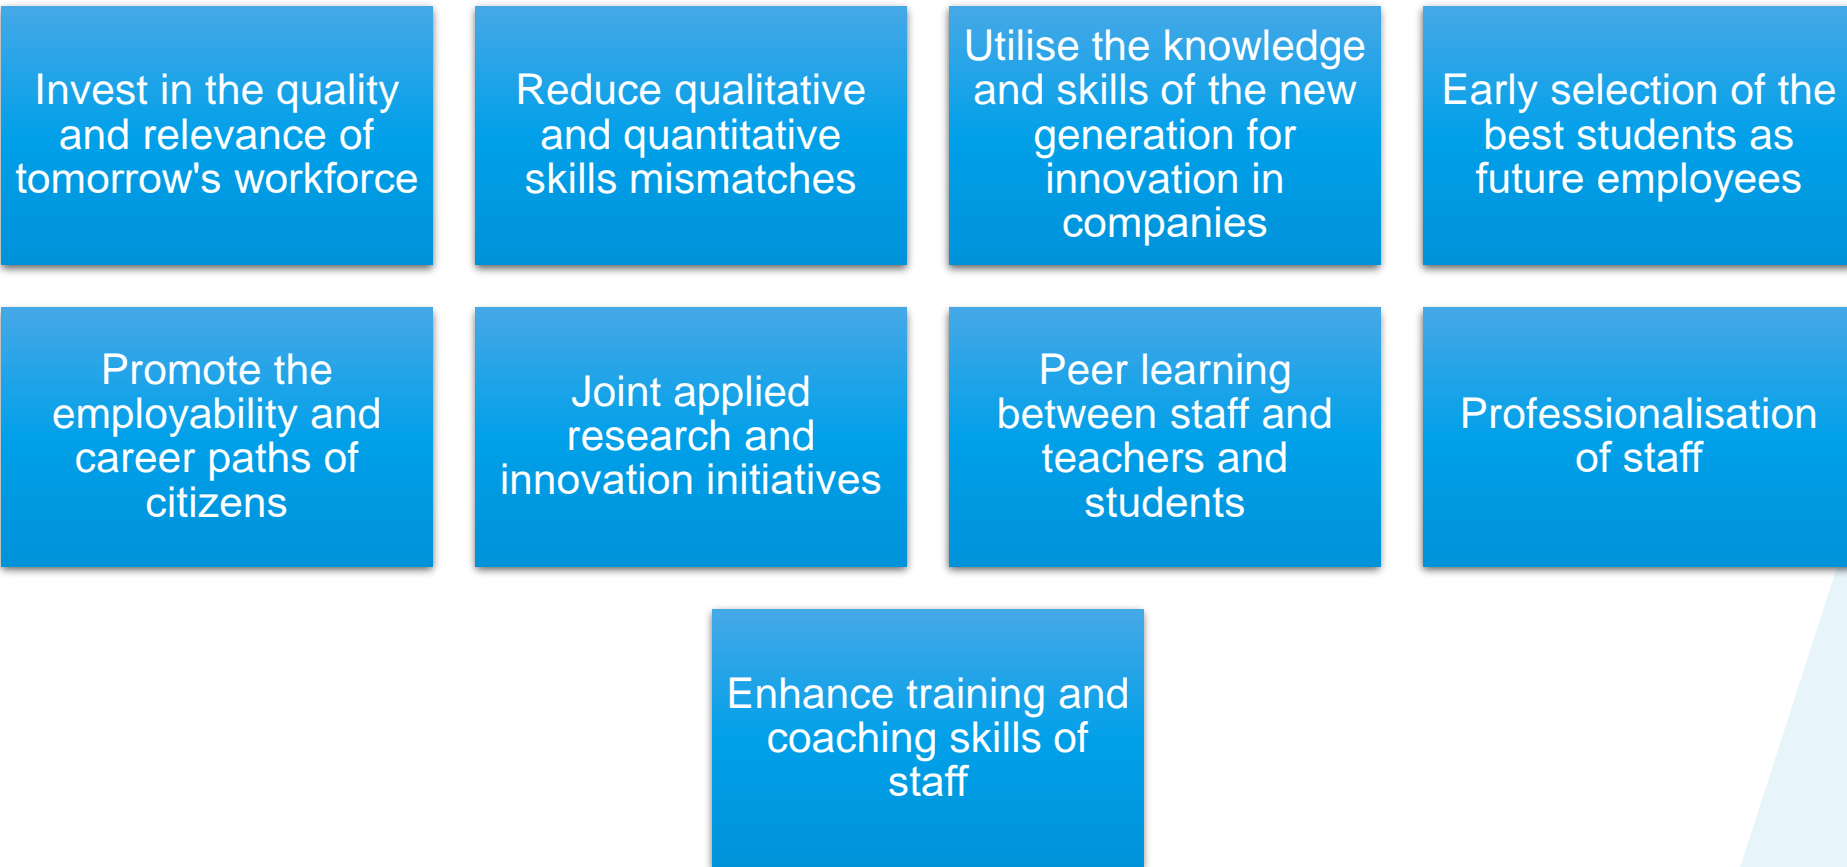 Invest in the quality
and relevance of
tomorrow's workforce
Reduce qualitative
and quantitative
skills mismatches
Utilise the knowledge
and skills of the new
generation for
innovation in
companies
Early selection of the
best students as
future employees
Promote the
employability and
career paths of
citizens
Joint applied
research and
innovation initiatives
Peer learning
between staff and
teachers and
students
Professionalisation
of staff
Enhance training and
coaching skills of
staff